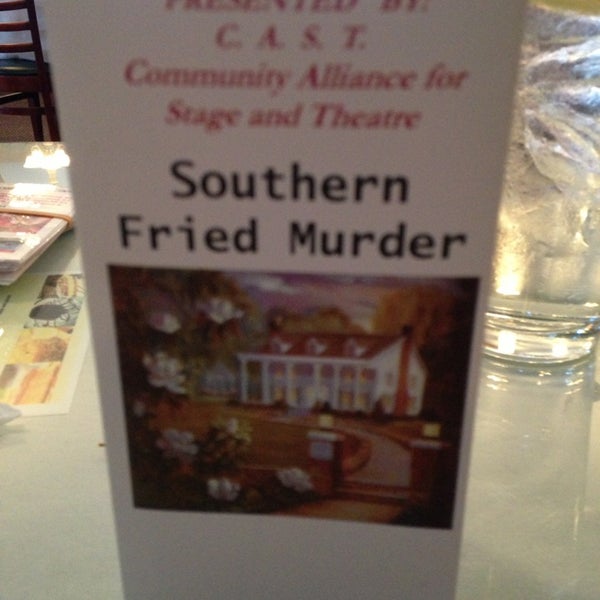 PRESENTED BY:
C. A. S. T.
Community Alliance for
Stage and Theatre
Southern
Fried Murder